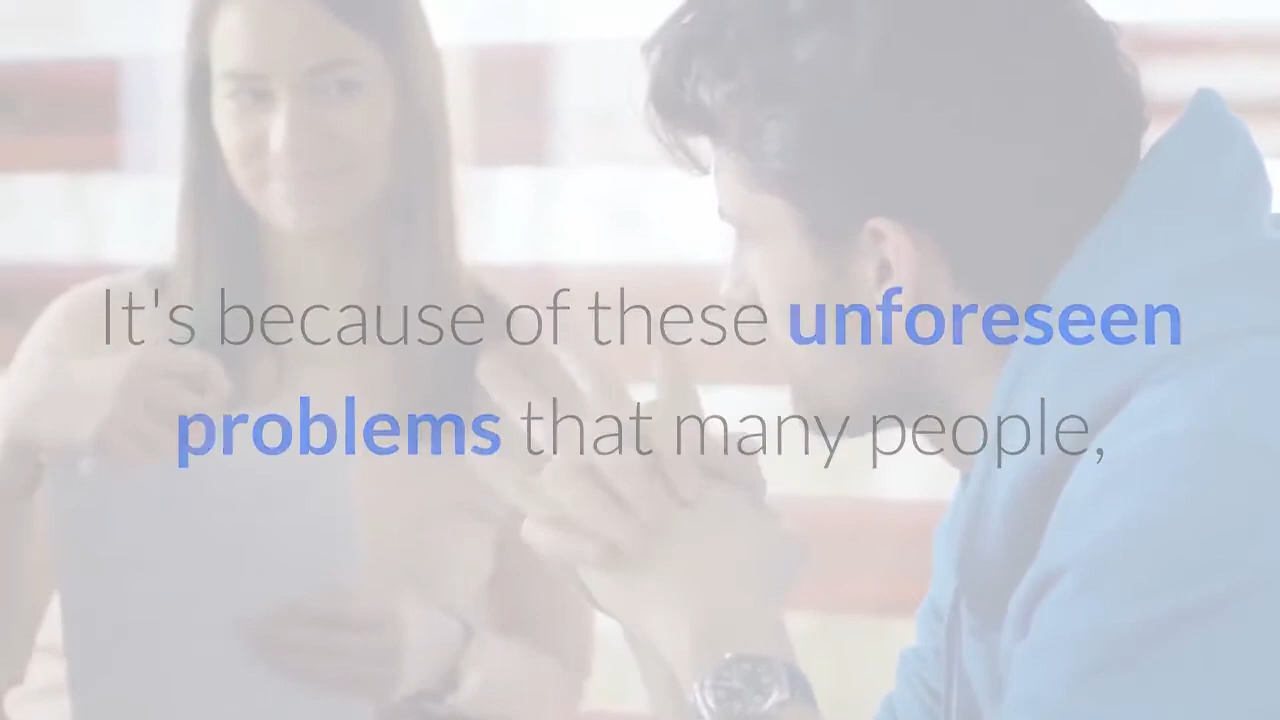 It's because of these unforeseen
problems that many people,